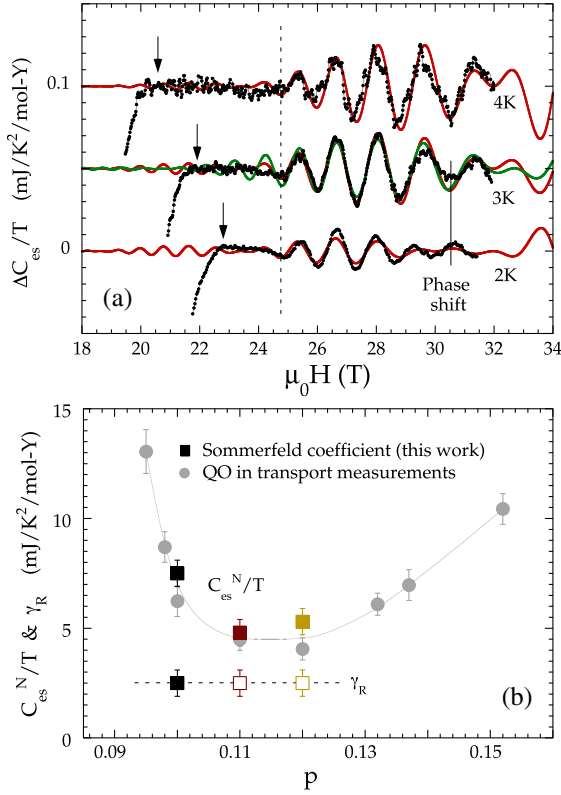 0.1
0
ΔC_es/T (mJ/K²/mol-Y)
4K
3K
2K
Phase
shift
(a)
18 20 22 24 26 28 30 32 34
μ₀H (T)
15
10
5
0
C_es^N/T & γ_R (mJ/K²/mol-Y)
Sommerfeld coefficient (this work)
QO in transport measurements
C_es^N/T
γ_R
(b)
0.09 0.11 0.13 0.15
p